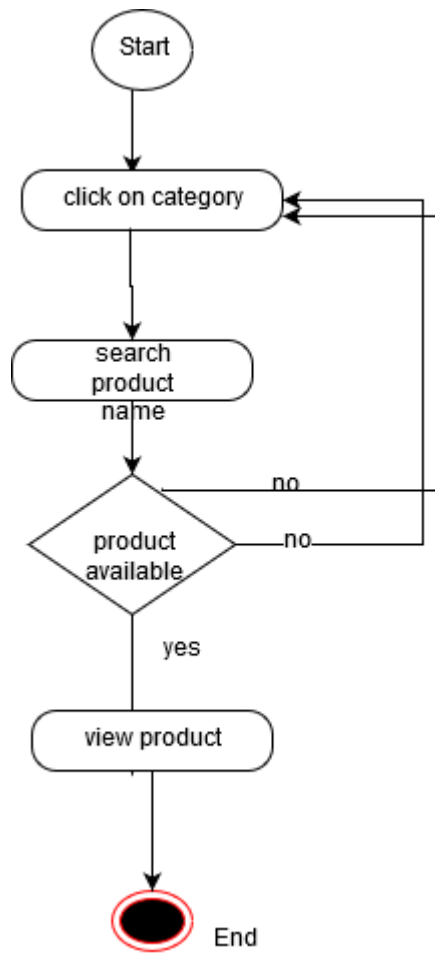 Start
click on category
search
product
name
no
product
available
no
yes
view product
End